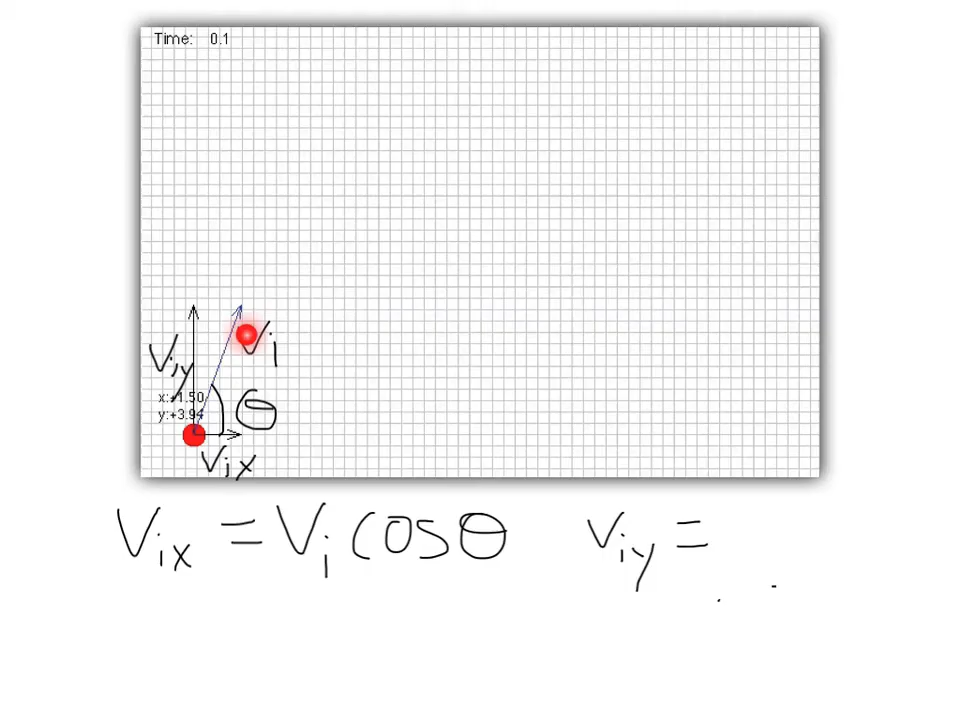 Time: 0.1
Vi
Viy
x:+1.50
θ
y:+3.94
Vix
Vix = Vi cosθ Viy =